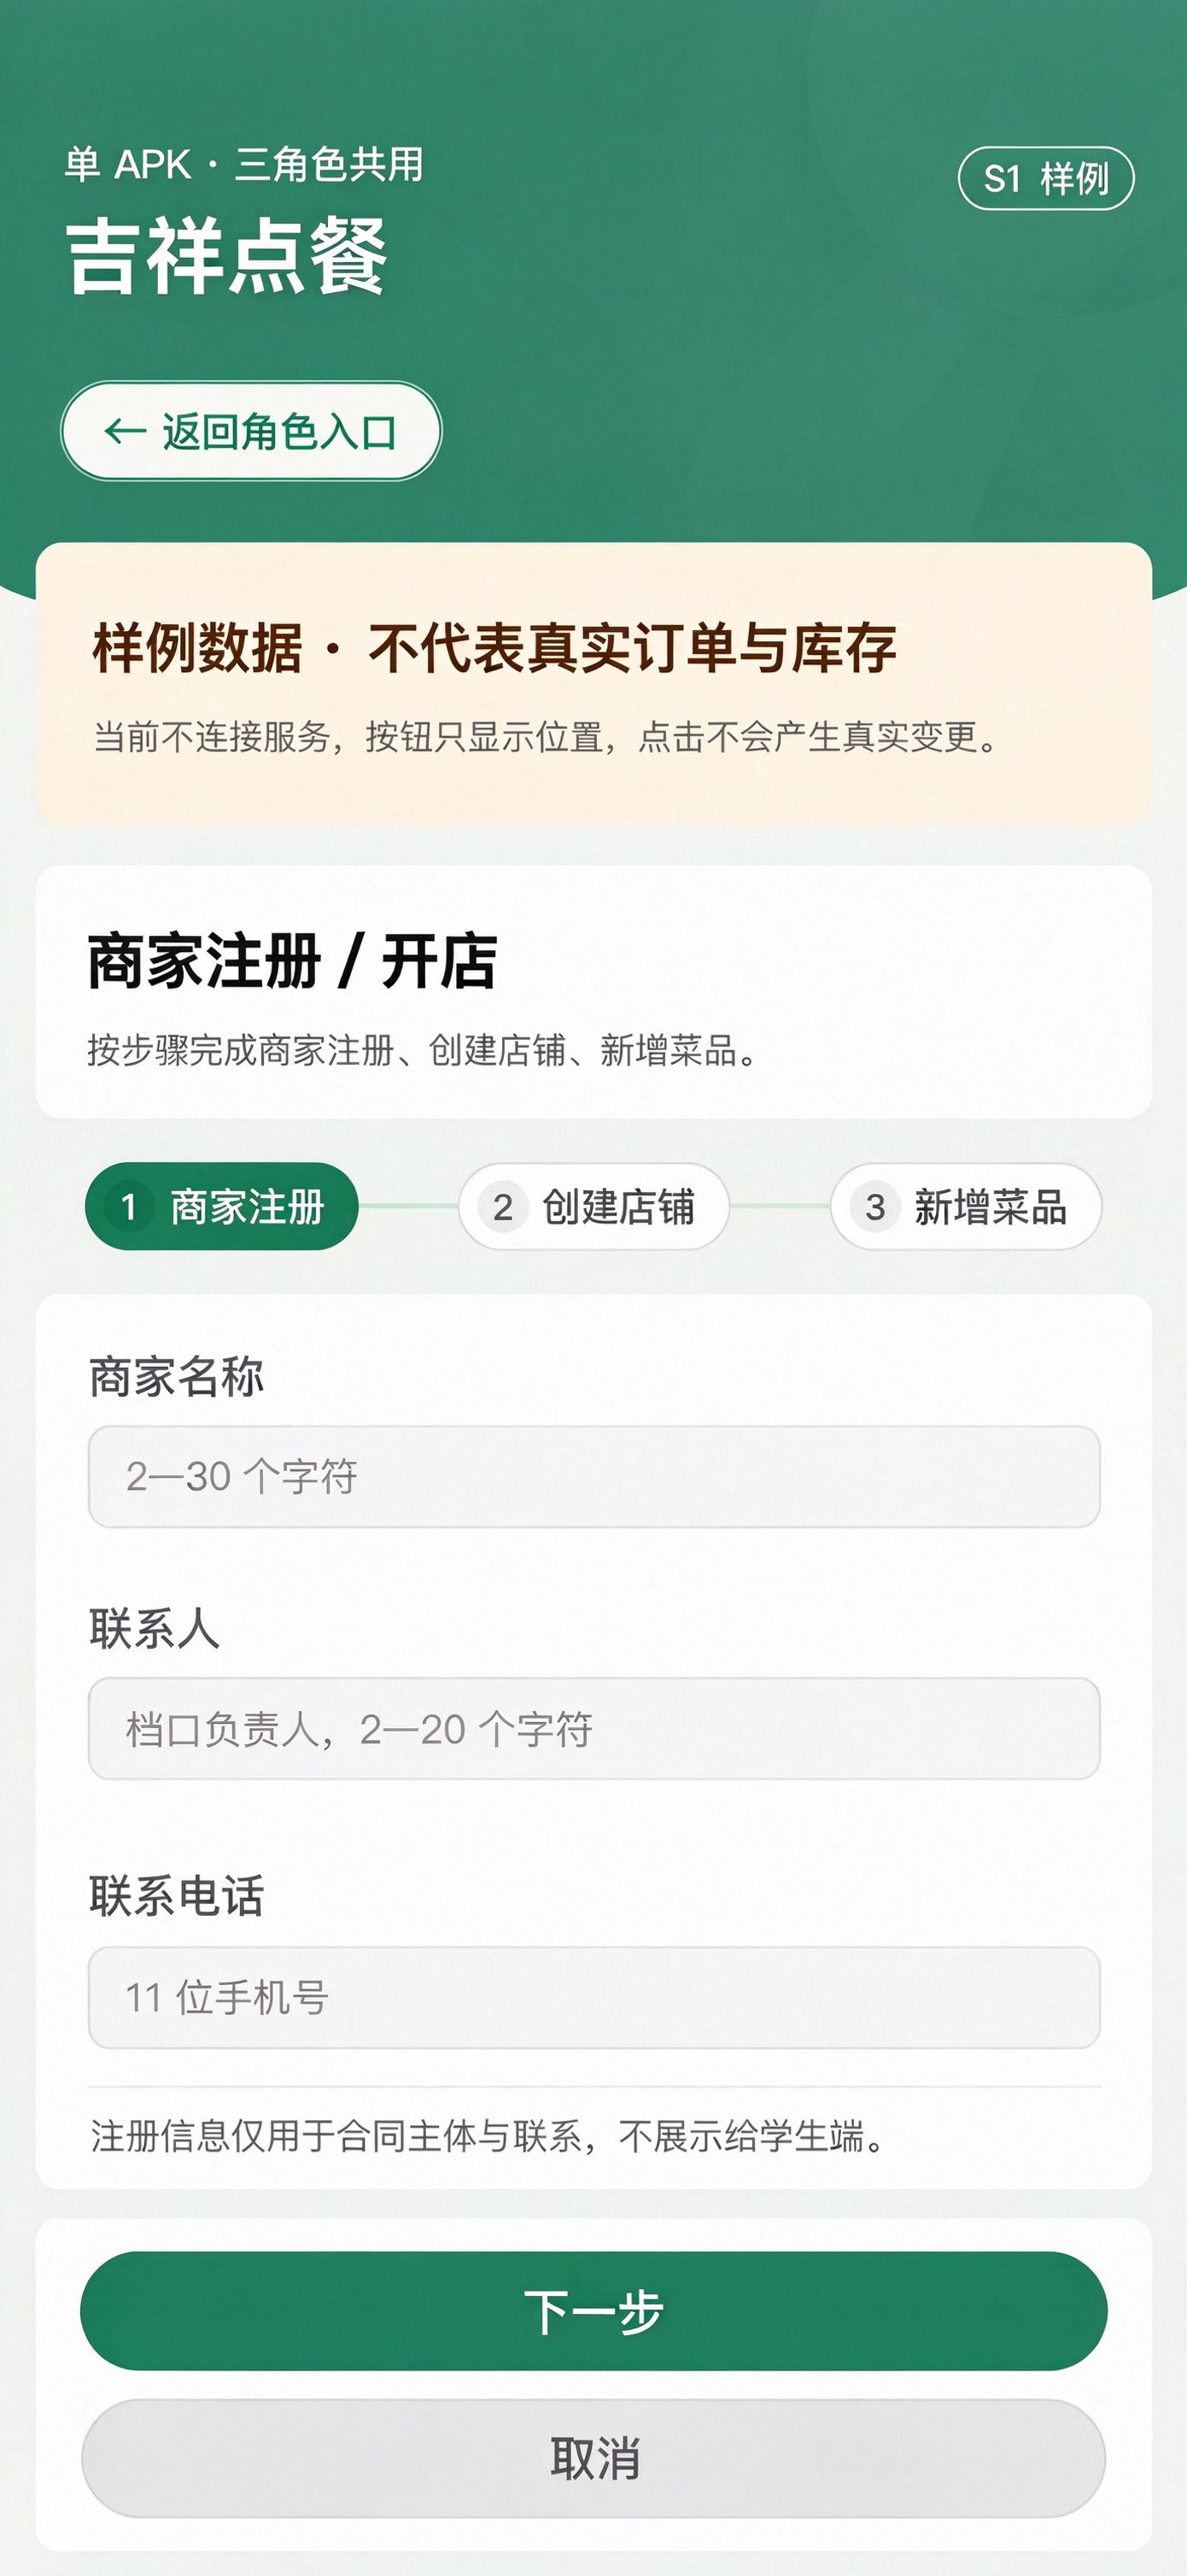 单 APK · 三角色共用
S1 样例
吉祥点餐
← 返回角色入口
样例数据 · 不代表真实订单与库存
当前不连接服务，按钮只显示位置，点击不会产生真实变更。
商家注册 / 开店
按步骤完成商家注册、创建店铺、新增菜品。
1 商家注册
2 创建店铺
3 新增菜品
商家名称
2—30 个字符
联系人
档口负责人，2—20 个字符
联系电话
11 位手机号
注册信息仅用于合同主体与联系，不展示给学生端。
下一步
取消